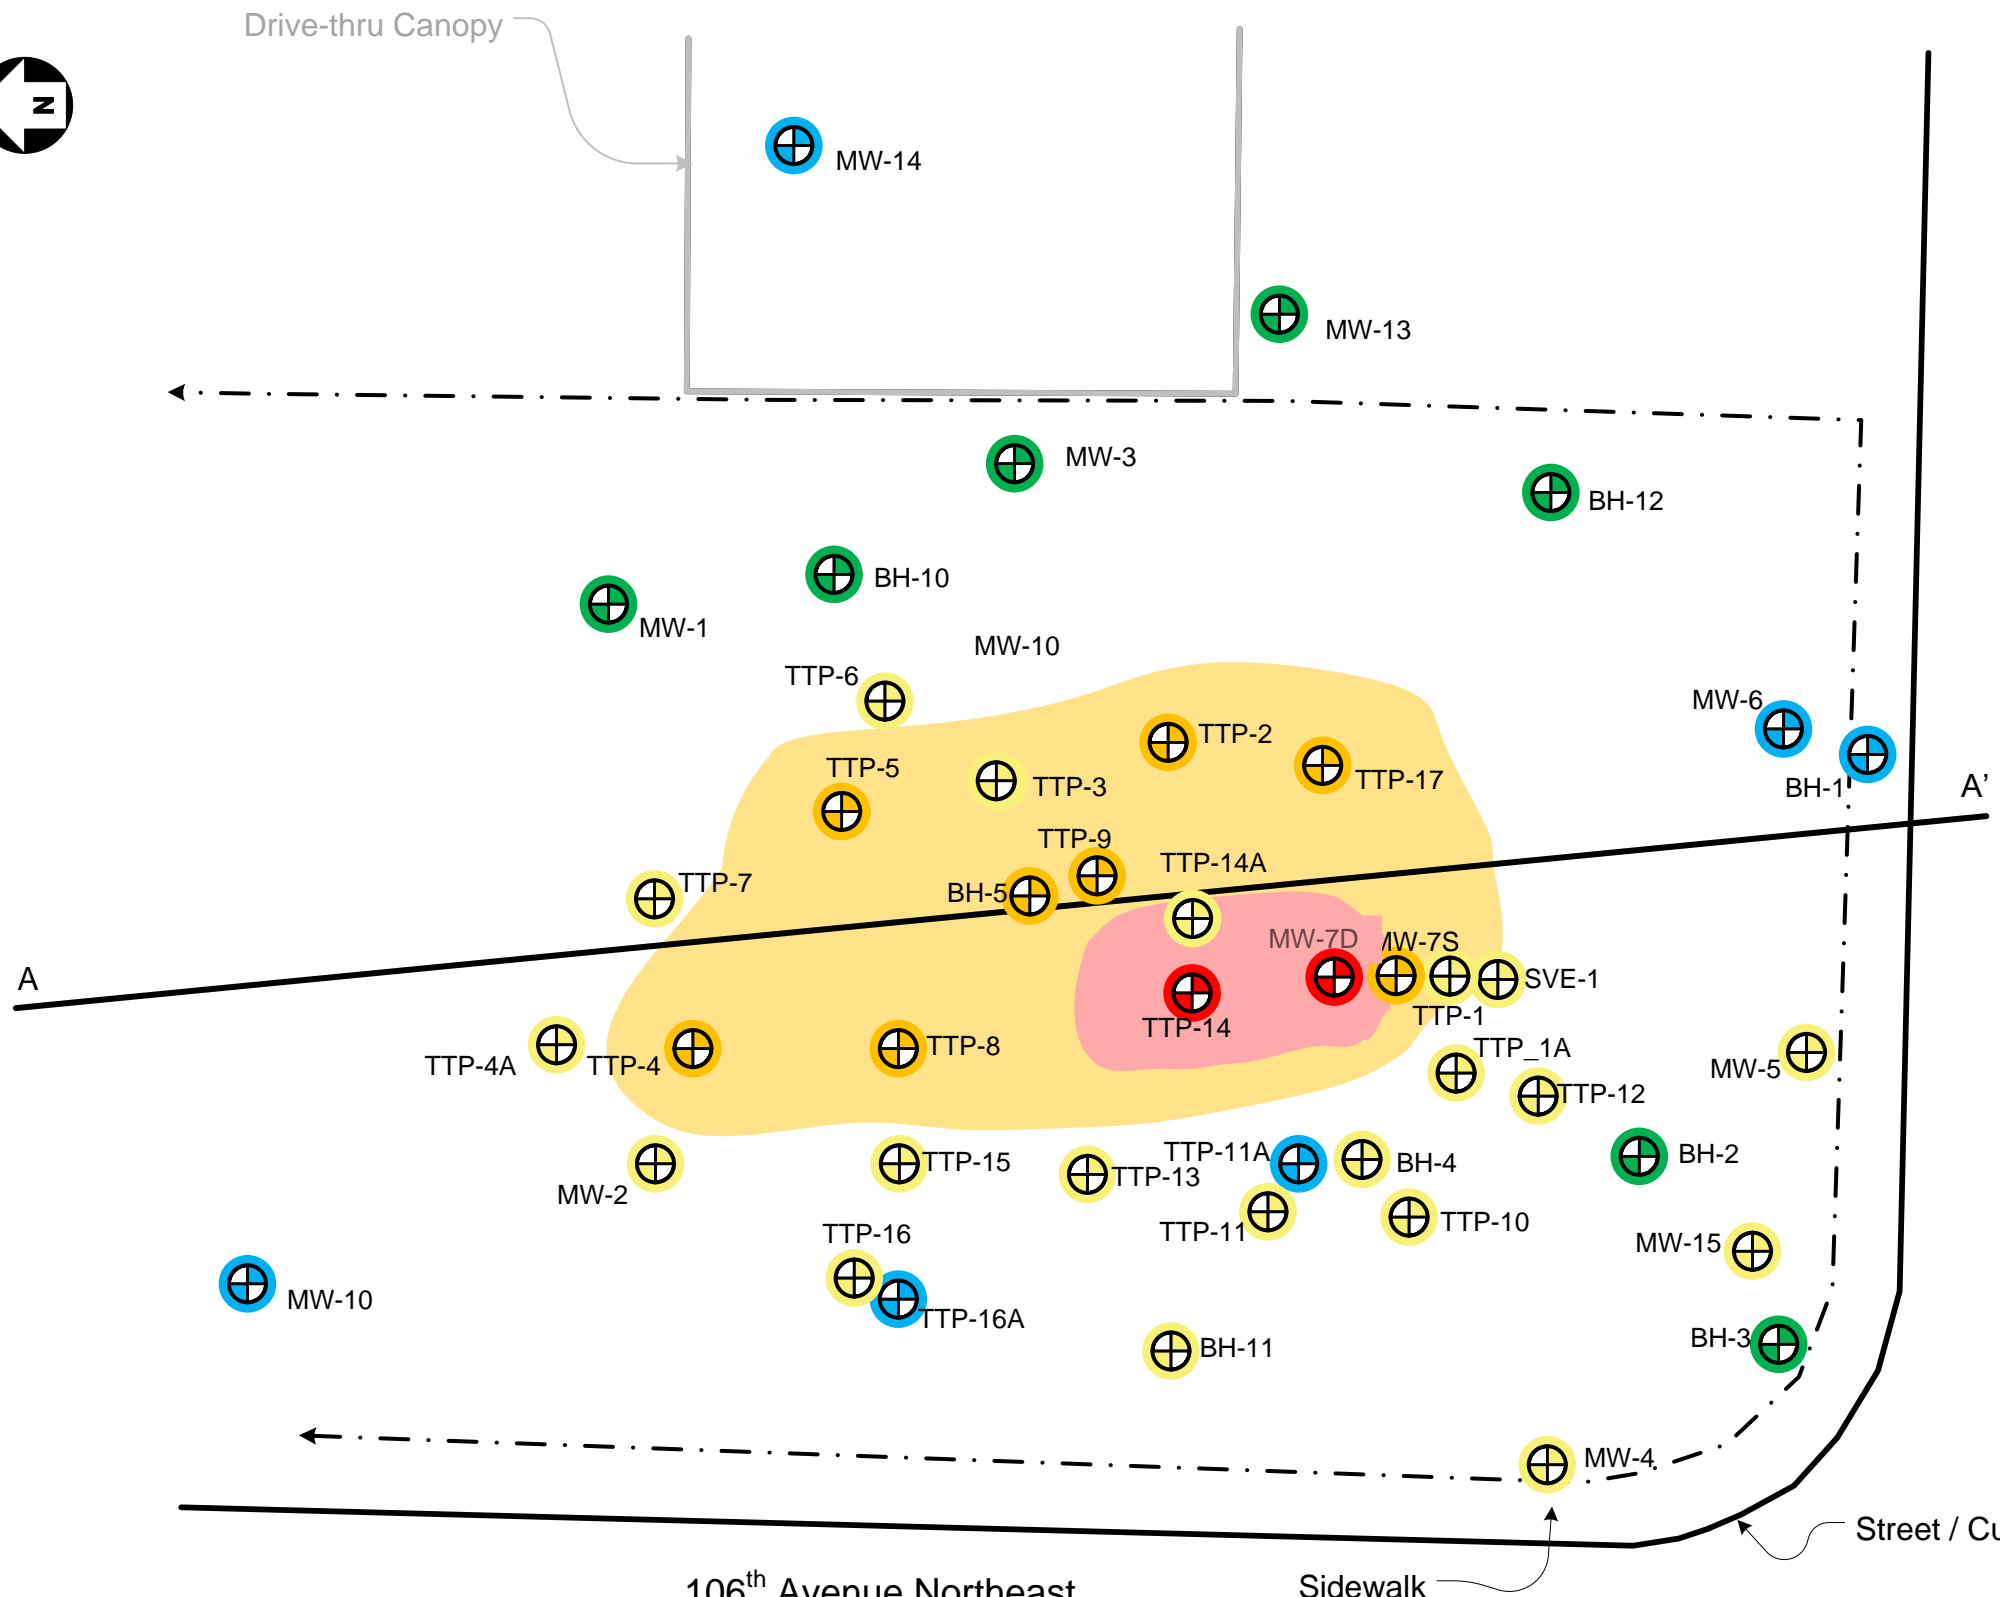 Drive-thru Canopy
N
MW-14
MW-13
MW-3
BH-12
BH-10
MW-1
MW-10
TTP-6
MW-6
TTP-2
TTP-5
TTP-17
TTP-3
BH-1
A’
TTP-9
TTP-14A
TTP-7
BH-5
MW-7D
MW-7S
A
SVE-1
TTP-1
TTP-14
TTP-8
TTP_1A
TTP-4A
TTP-4
MW-5
TTP-12
BH-2
TTP-11A
BH-4
TTP-15
TTP-13
MW-2
TTP-10
TTP-11
TTP-16
MW-15
MW-10
TTP-16A
BH-3
BH-11
MW-4
Street / Cu
106th Avenue Northeast
Sidewalk